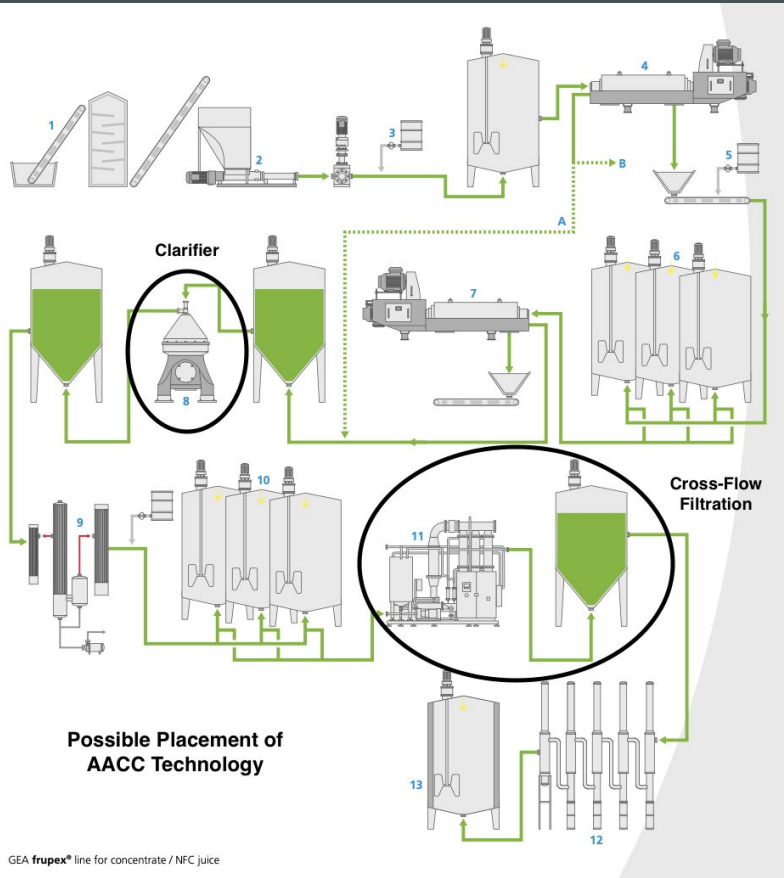 1
2
3
4
B
5
A
Clarifier
6
7
8
Cross-Flow
Filtration
9
10
11
Possible Placement of
AACC Technology
13
12
GEA frupex® line for concentrate / NFC juice